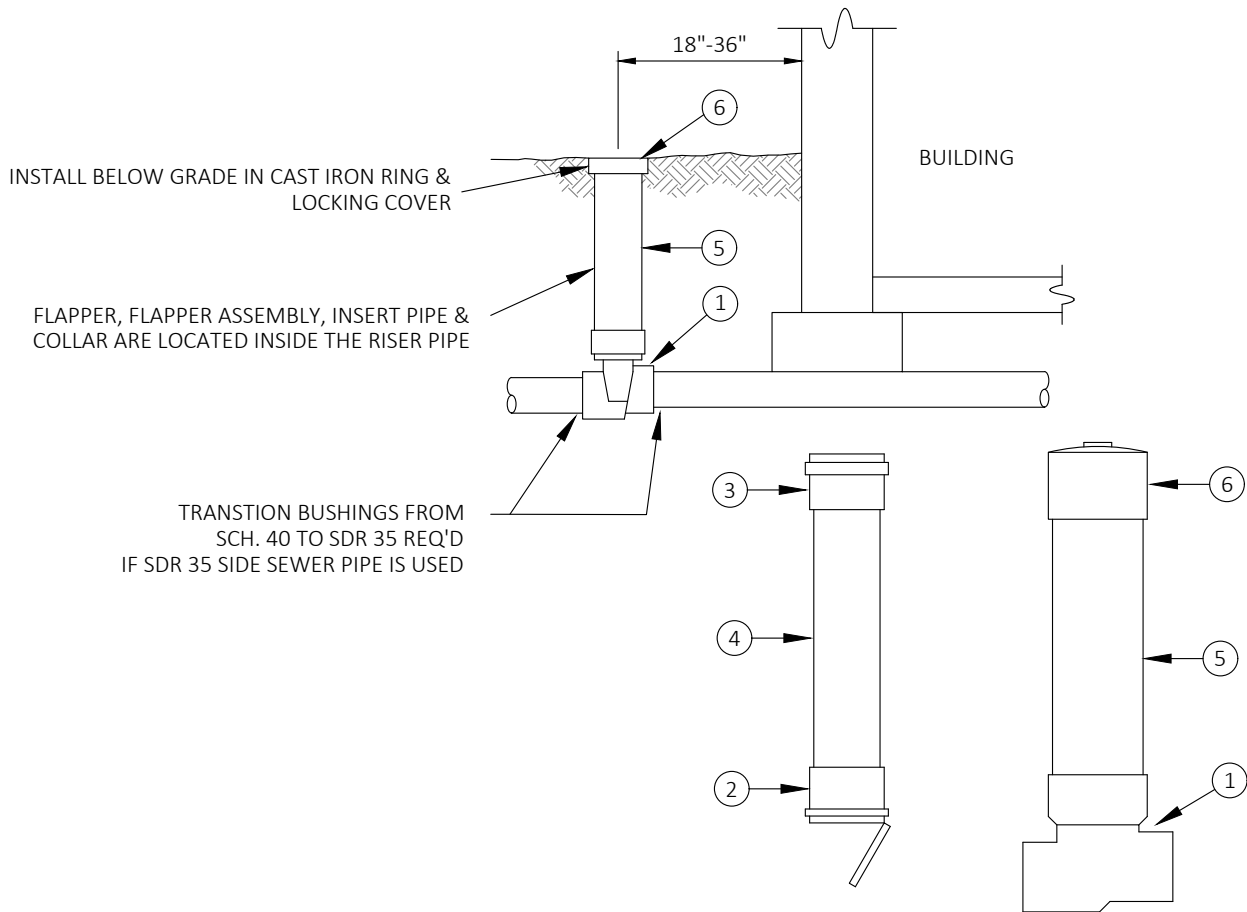 18"-36"
6
INSTALL BELOW GRADE IN CAST IRON RING &
LOCKING COVER
BUILDING
5
1
FLAPPER, FLAPPER ASSEMBLY, INSERT PIPE &
COLLAR ARE LOCATED INSIDE THE RISER PIPE
TRANSTION BUSHINGS FROM
SCH. 40 TO SDR 35 REQ'D
IF SDR 35 SIDE SEWER PIPE IS USED
3
4
2
6
5
1